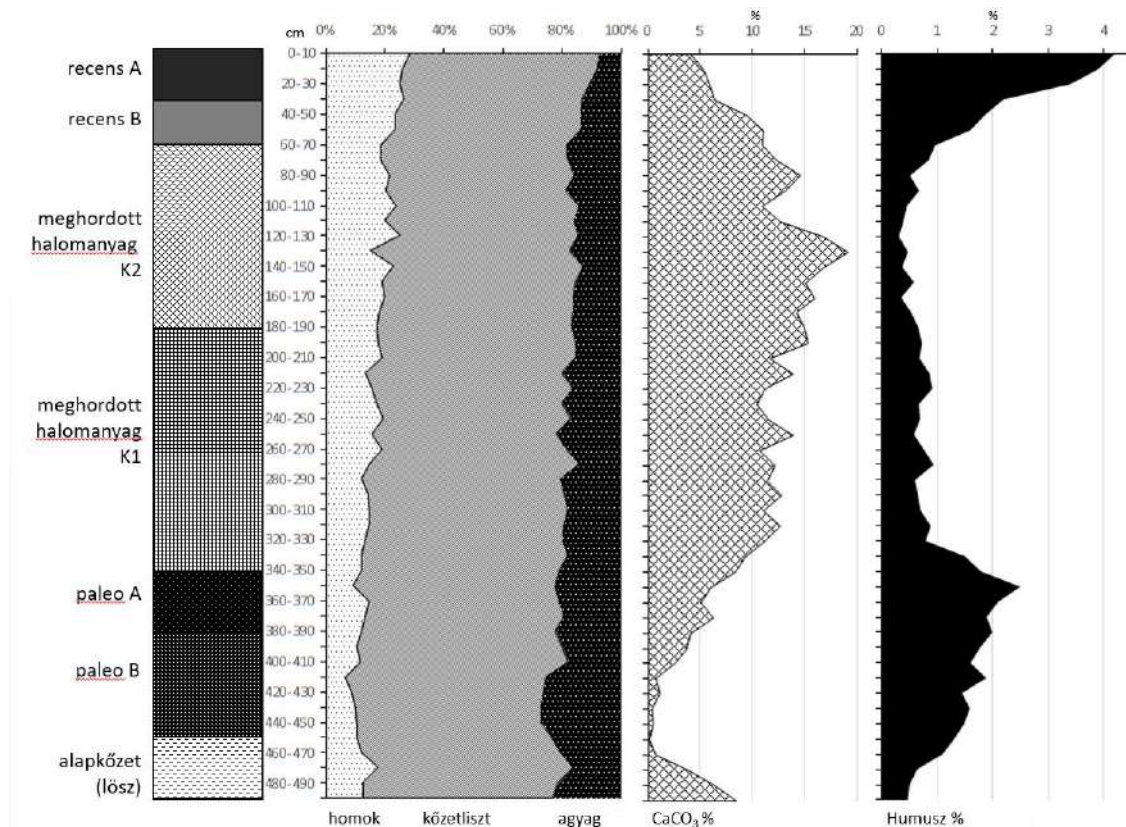 cm
0%
20%
40%
60%
80%
100%
%
0
5
10
15
20
%
0
1
2
3
4
recens A
recens B
meghordott
halomanyag
K2
meghordott
halomanyag
K1
paleo A
paleo B
alapkőzet
(lösz)
0-10
20-30
40-50
60-70
80-90
100-110
120-130
140-150
160-170
180-190
200-210
220-230
240-250
260-270
280-290
300-310
320-330
340-350
360-370
380-390
400-410
420-430
440-450
460-470
480-490
homok
kőzetliszt
agyag
CaCO₃ %
Humusz %